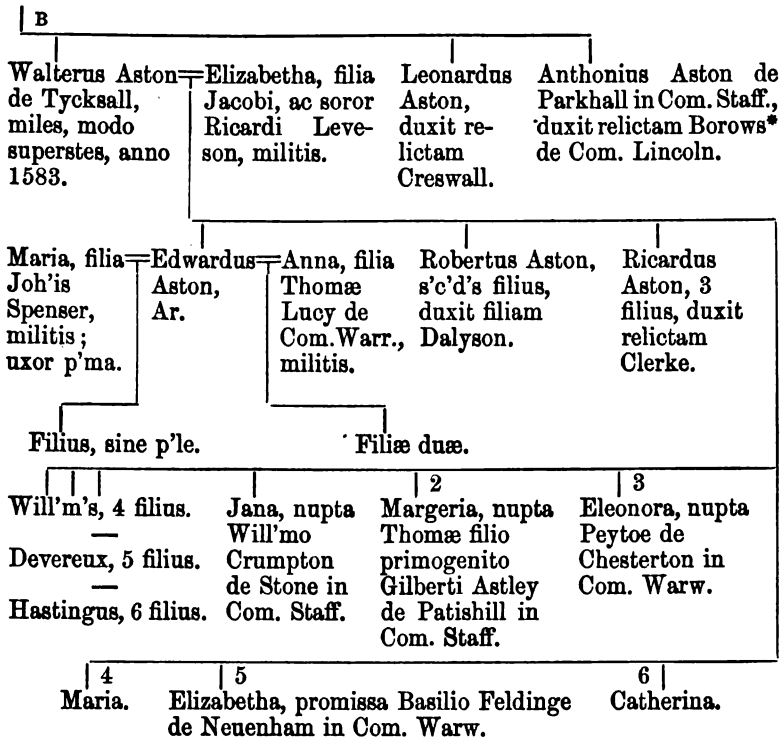 B
Walterus Aston
de Tycksall,
miles, modo
superstes, anno
1583.
Elizabetha, filia
Jacobi, ac soror
Ricardi Leve-
son, militis.
Leonardus
Aston,
duxit re-
lictam
Creswall.
Anthonius Aston de
Parkhall in Com. Staff.,
duxit relictam Borows*
de Com. Lincoln.
Maria, filia
Joh'is
Spenser,
militis;
uxor p'ma.
Edwardus
Aston,
Ar.
Anna, filia
Thomæ
Lucy de
Com. Warr.,
militis.
Robertus Aston,
s'c'd's filius,
duxit filiam
Dalyson.
Ricardus
Aston, 3
filius, duxit
relictam
Clerke.
Filius, sine p'le.
Filiæ duæ.
Will'm's, 4 filius.
Devereux, 5 filius.
Hastingus, 6 filius.
Jana, nupta
Will'mo
Crumpton
de Stone in
Com. Staff.
2
Margeria, nupta
Thomæ filio
primogenito
Gilberti Astley
de Patishill in
Com. Staff.
3
Eleonora, nupta
Peytoe de
Chesterton in
Com. Warw.
4
Maria.
5
Elizabetha, promissa Basilio Feldinge
de Neuenham in Com. Warw.
6
Catherina.